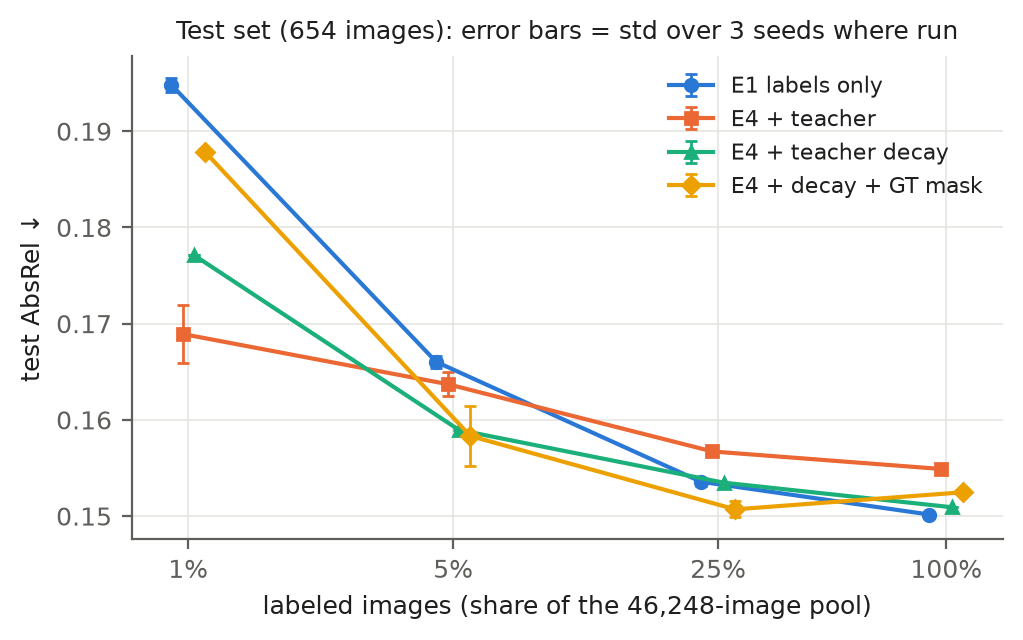 Test set (654 images): error bars = std over 3 seeds where run
E1 labels only
E4 + teacher
E4 + teacher decay
E4 + decay + GT mask
test AbsRel ↓
0.19
0.18
0.17
0.16
0.15
1% 5% 25% 100%
labeled images (share of the 46,248-image pool)